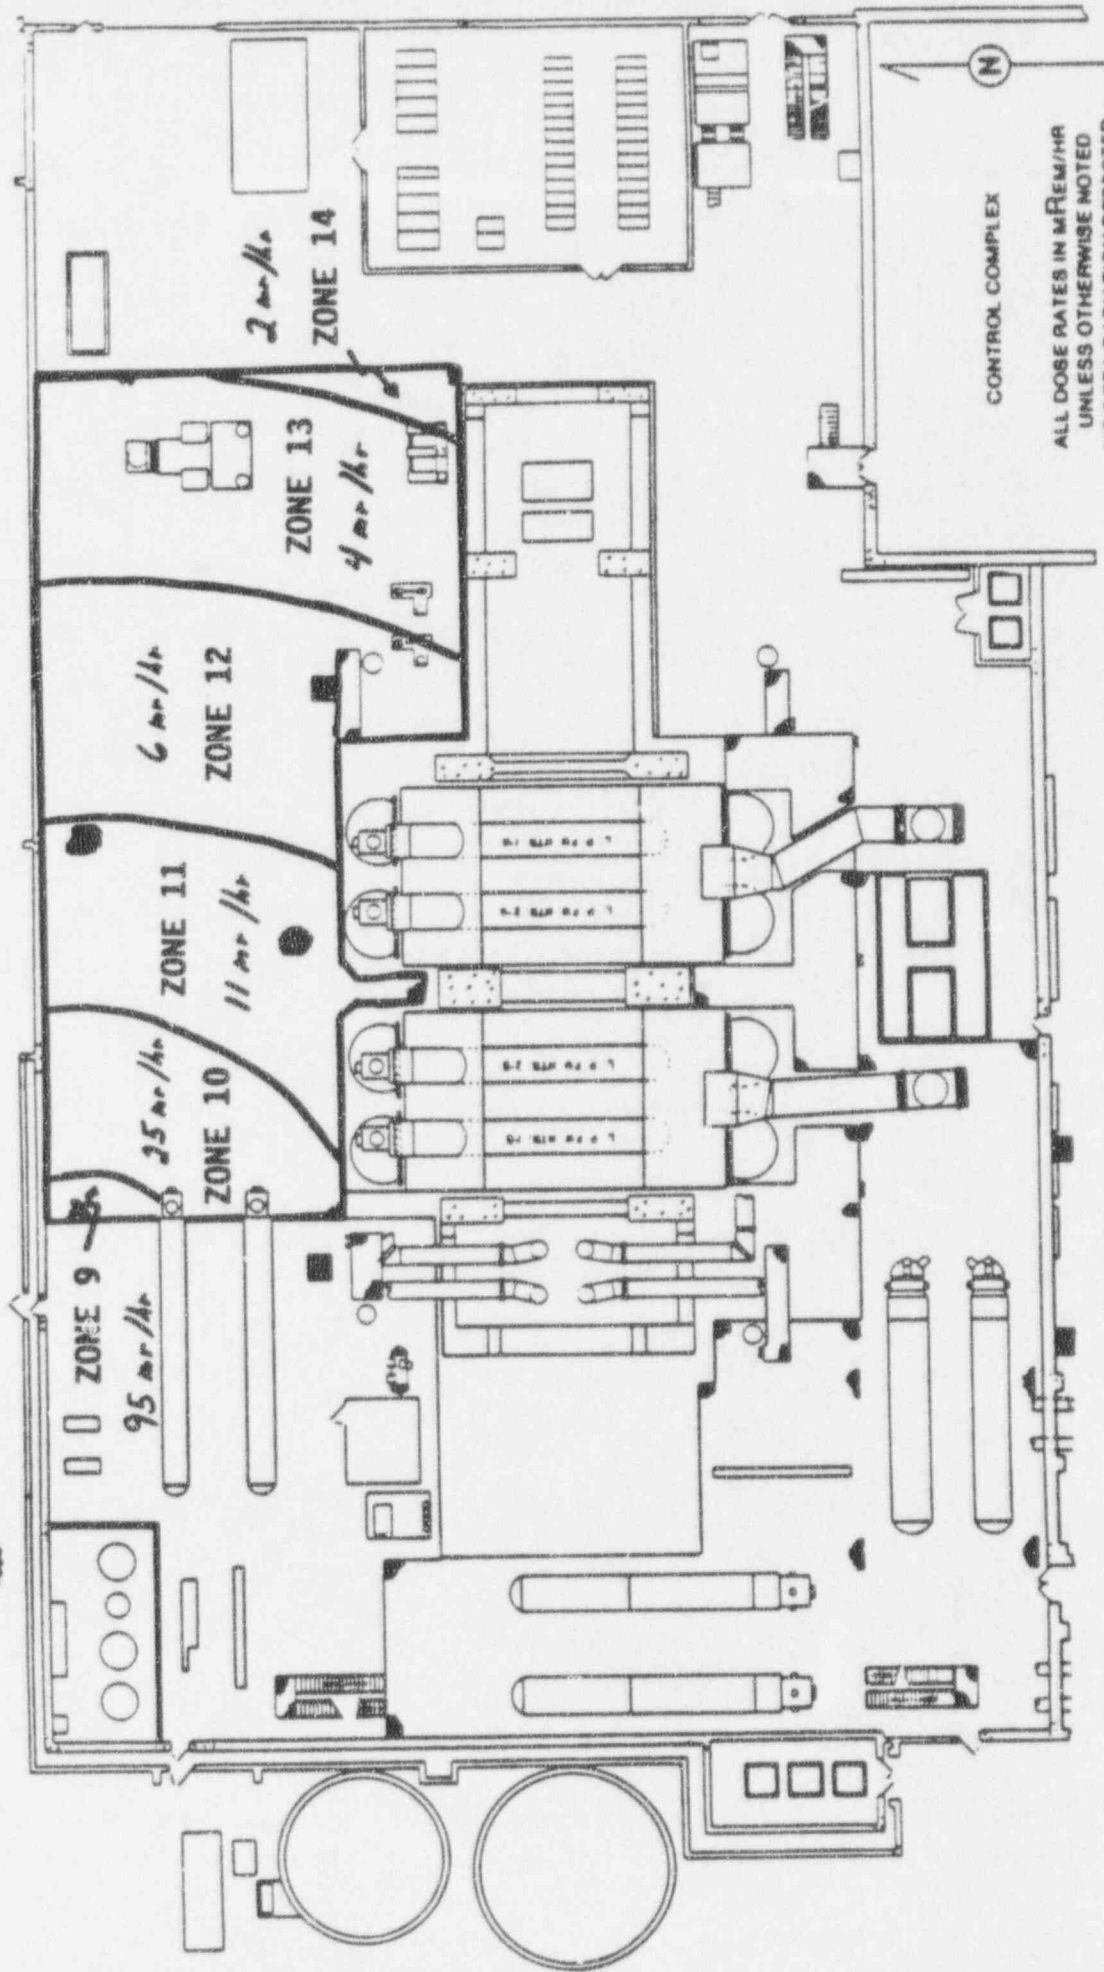 ZONE 9
95 mr/hr
25 mr/hr
ZONE 10
ZONE 11
11 mr/hr
6 mr/hr
ZONE 12
ZONE 13
4 mr/hr
2 mr/hr
ZONE 14
N
CONTROL COMPLEX
ALL DOSE RATES IN MREM/HR
UNLESS OTHERWISE NOTED